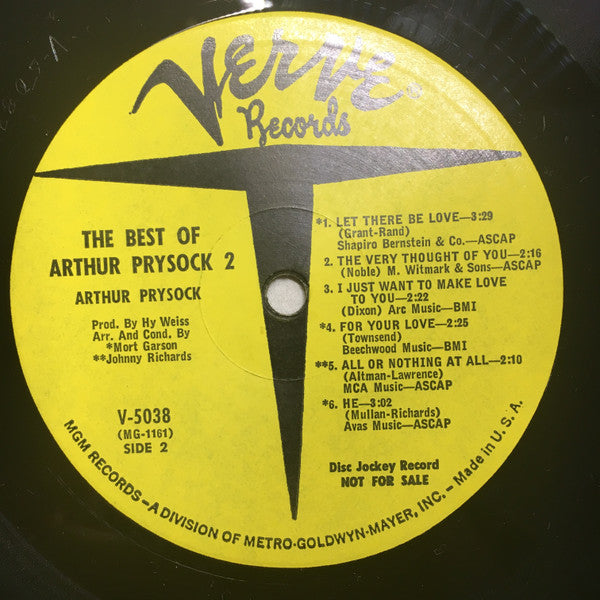 Verve
Records
THE BEST OF
ARTHUR PRYSOCK 2
ARTHUR PRYSOCK
Prod. By Hy Weiss
Arr. And Cond. By
*Mort Garson
**Johnny Richards
V-5038
(MG-1161)
SIDE 2
*1. LET THERE BE LOVE—3:29
(Grant-Rand)
Shapiro Bernstein & Co.—ASCAP
2. THE VERY THOUGHT OF YOU—2:16
(Noble) M. Witmark & Sons—ASCAP
3. I JUST WANT TO MAKE LOVE
TO YOU—2:22
(Dixon) Arc Music—BMI
*4. FOR YOUR LOVE—2:25
(Townsend)
Beechwood Music—BMI
**5. ALL OR NOTHING AT ALL—2:10
(Altman-Lawrence)
MCA Music—ASCAP
*6. HE—3:02
(Mullan-Richards)
Avas Music—ASCAP
Disc Jockey Record
NOT FOR SALE
MGM RECORDS—A DIVISION OF METRO-GOLDWYN-MAYER, INC. – Made in U. S. A.